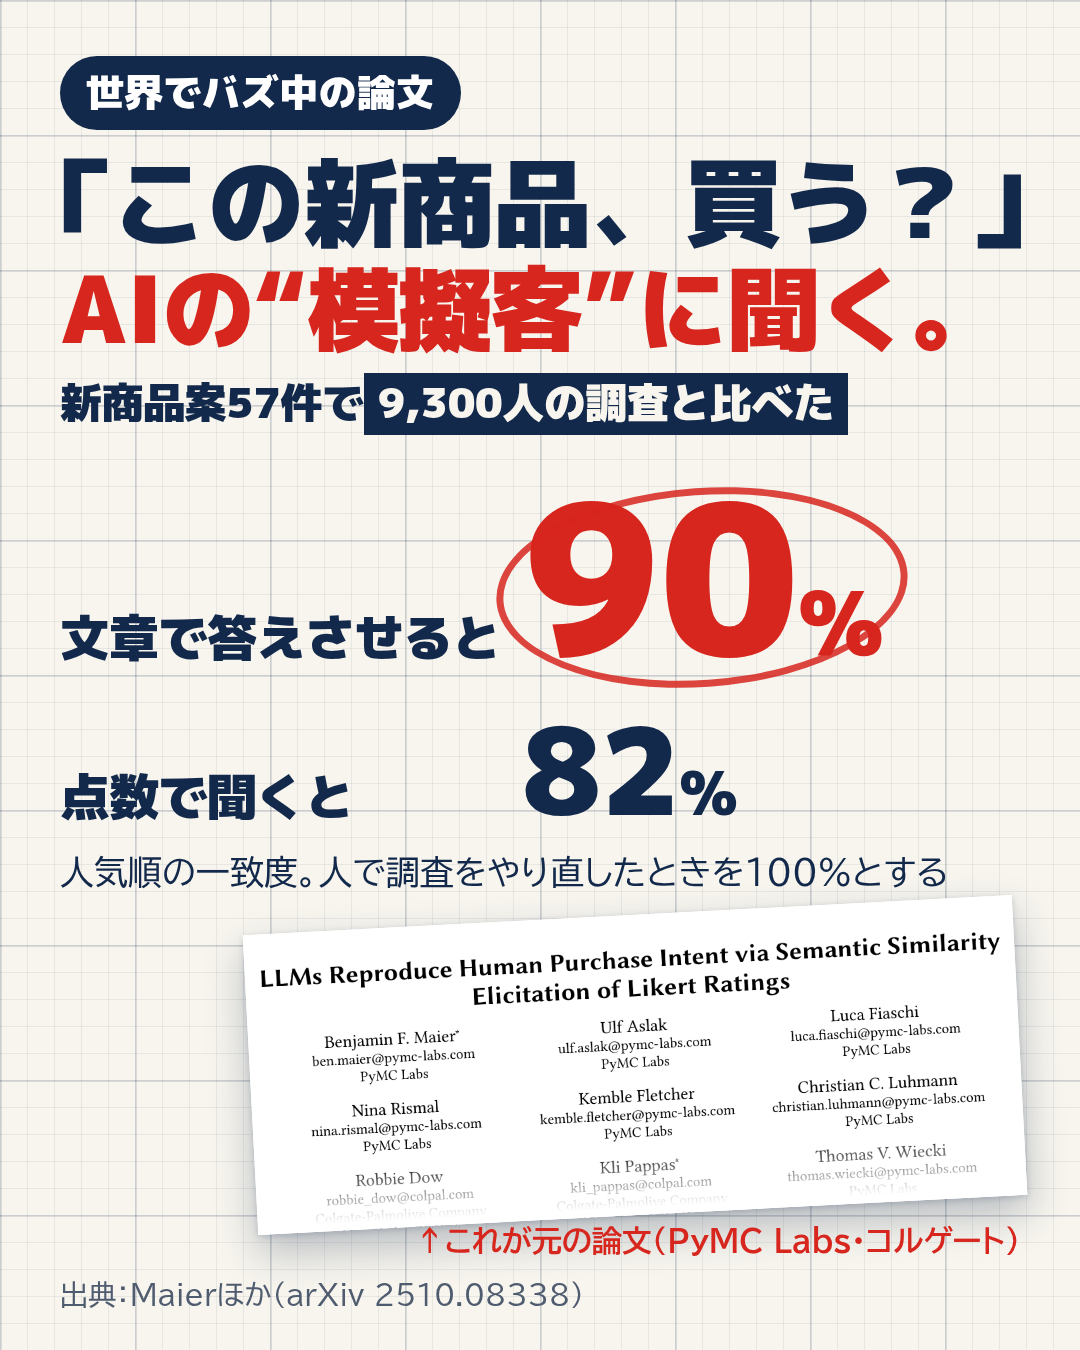 世界でバズ中の論文
「この新商品、買う？」
AIの“模擬客”に聞く。
新商品案57件で 9,300人の調査と比べた
文章で答えさせると 90%
点数で聞くと 82%
人気順の一致度。人で調査をやり直したときを100%とする
LLMs Reproduce Human Purchase Intent via Semantic Similarity
Elicitation of Likert Ratings
Benjamin F. Maier*
ben.maier@pymc-labs.com
PyMC Labs
Ulf Aslak
ulf.aslak@pymc-labs.com
PyMC Labs
Luca Fiaschi
luca.fiaschi@pymc-labs.com
PyMC Labs
Nina Rismal
nina.rismal@pymc-labs.com
PyMC Labs
Kemble Fletcher
kemble.fletcher@pymc-labs.com
PyMC Labs
Christian C. Luhmann
christian.luhmann@pymc-labs.com
PyMC Labs
Robbie Dow
robbie_dow@colpal.com
Colgate-Palmolive Company
Kli Pappas*
kli_pappas@colpal.com
Colgate-Palmolive Company
Thomas V. Wiecki
thomas.wiecki@pymc-labs.com
PyMC Labs
↑これが元の論文（PyMC Labs・コルゲート）
出典：Maierほか（arXiv 2510.08338）